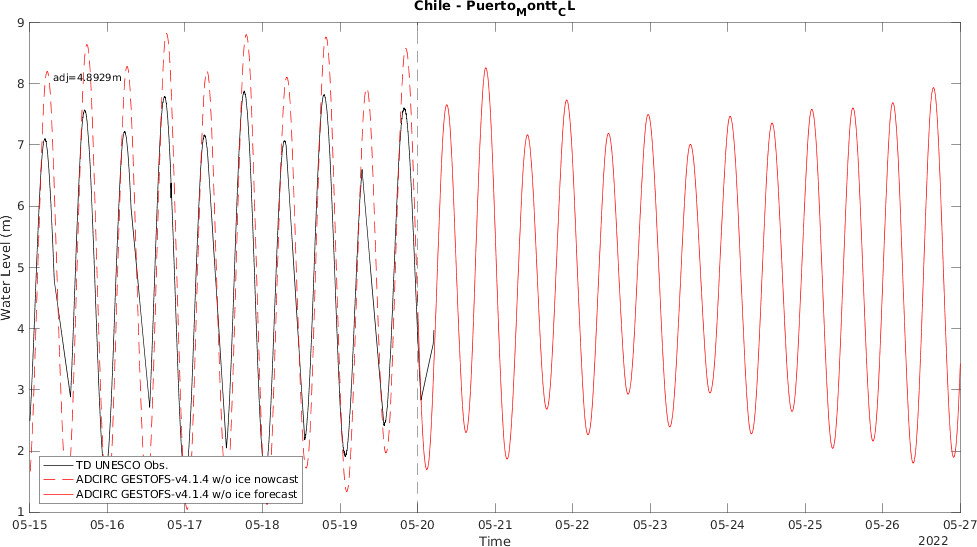 Chile - PuertoMonttCL
9
8
7
6
5
4
3
2
1
Water Level (m)
adj=4.8929m
TD UNESCO Obs.
ADCIRC GESTOFS-v4.1.4 w/o ice nowcast
ADCIRC GESTOFS-v4.1.4 w/o ice forecast
05-15 05-16 05-17 05-18 05-19 05-20 05-21 05-22 05-23 05-24 05-25 05-26 05-27
Time
2022